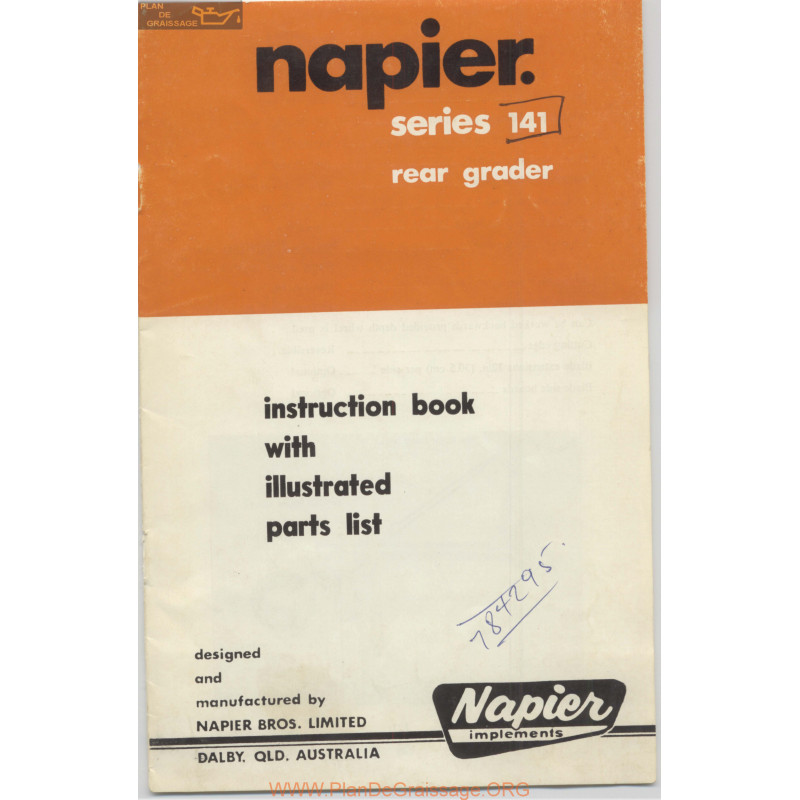 PLAN
DE
GRAISSAGE
napier.
series 141
rear grader
instruction book
with
illustrated
parts list
784295.
designed
and
manufactured by
NAPIER BROS. LIMITED
DALBY. QLD. AUSTRALIA
Napier
implements
www.PlanDeGraissage.ORG